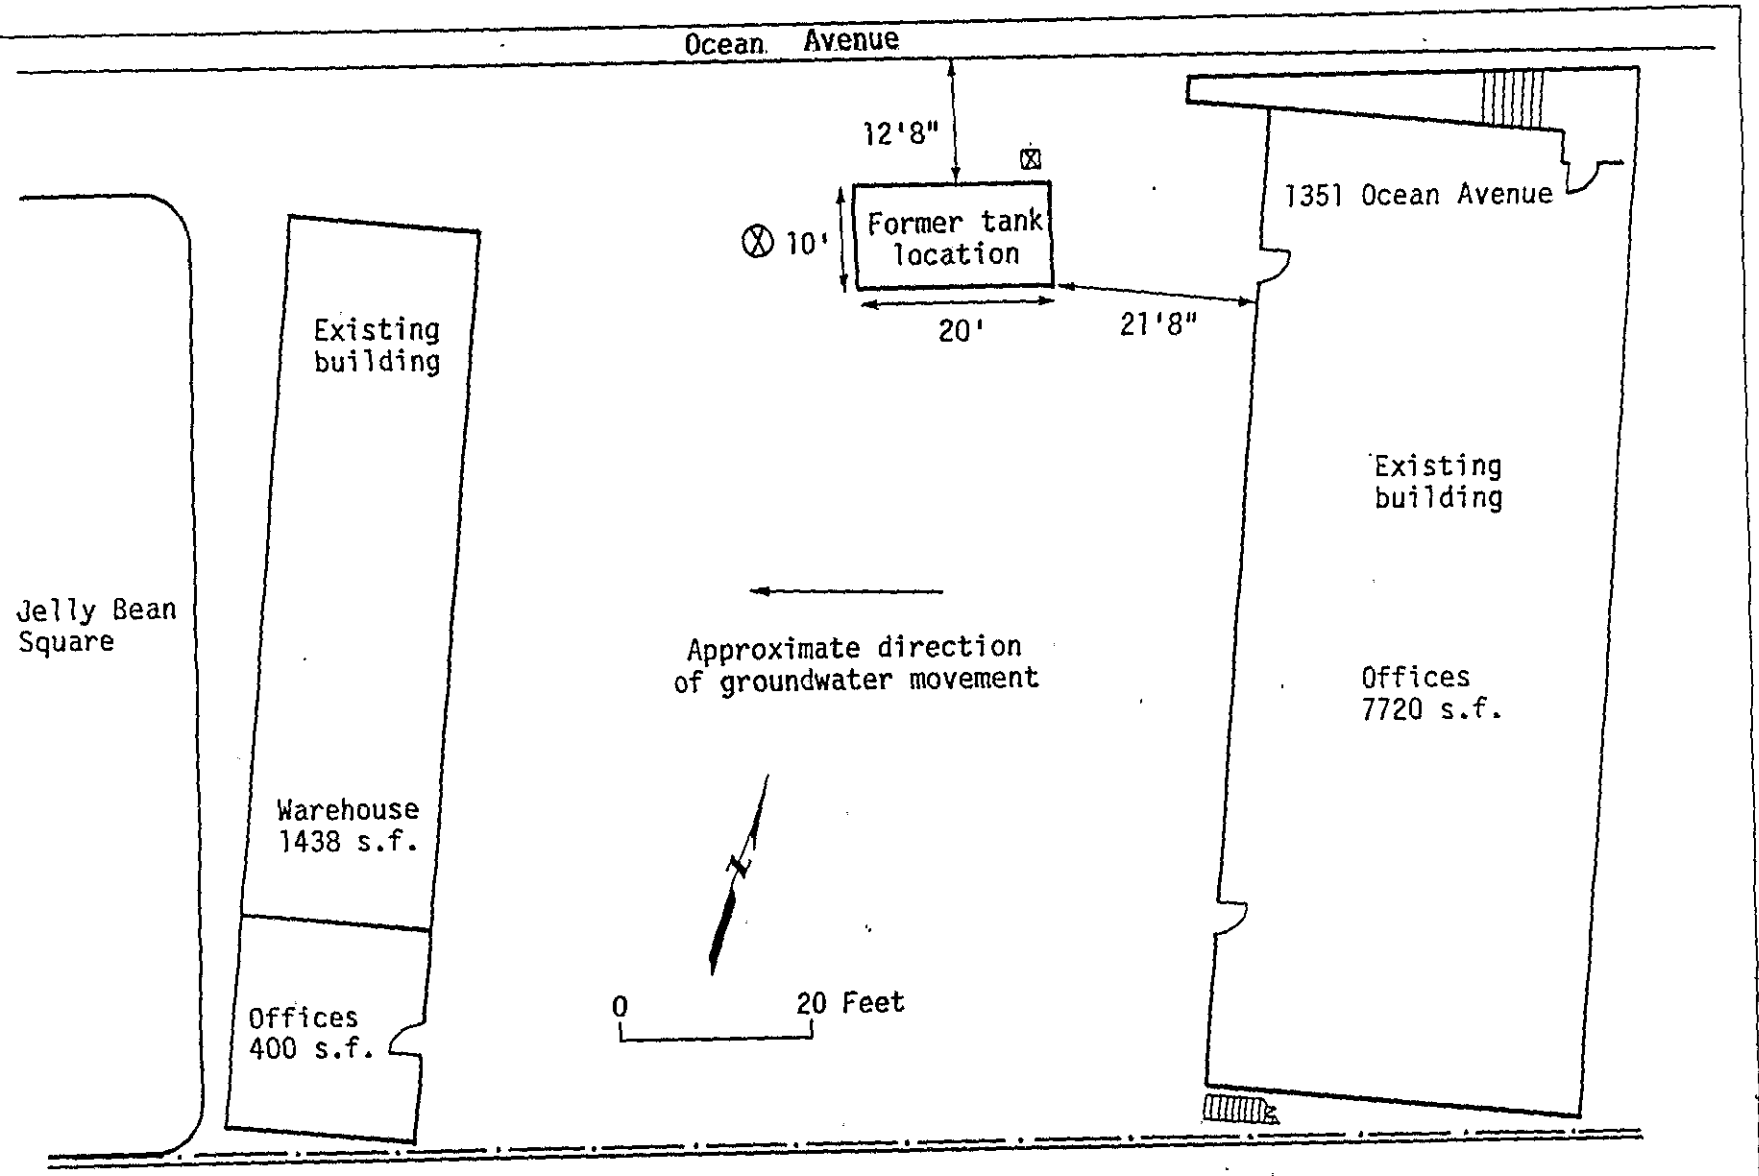 Ocean Avenue
12'8"
1351 Ocean Avenue
Former tank
location
10'
20'
21'8"
Existing
building
Existing
building
Jelly Bean
Square
Approximate direction
of groundwater movement
Offices
7720 s.f.
Warehouse
1438 s.f.
N
0 20 Feet
Offices
400 s.f.